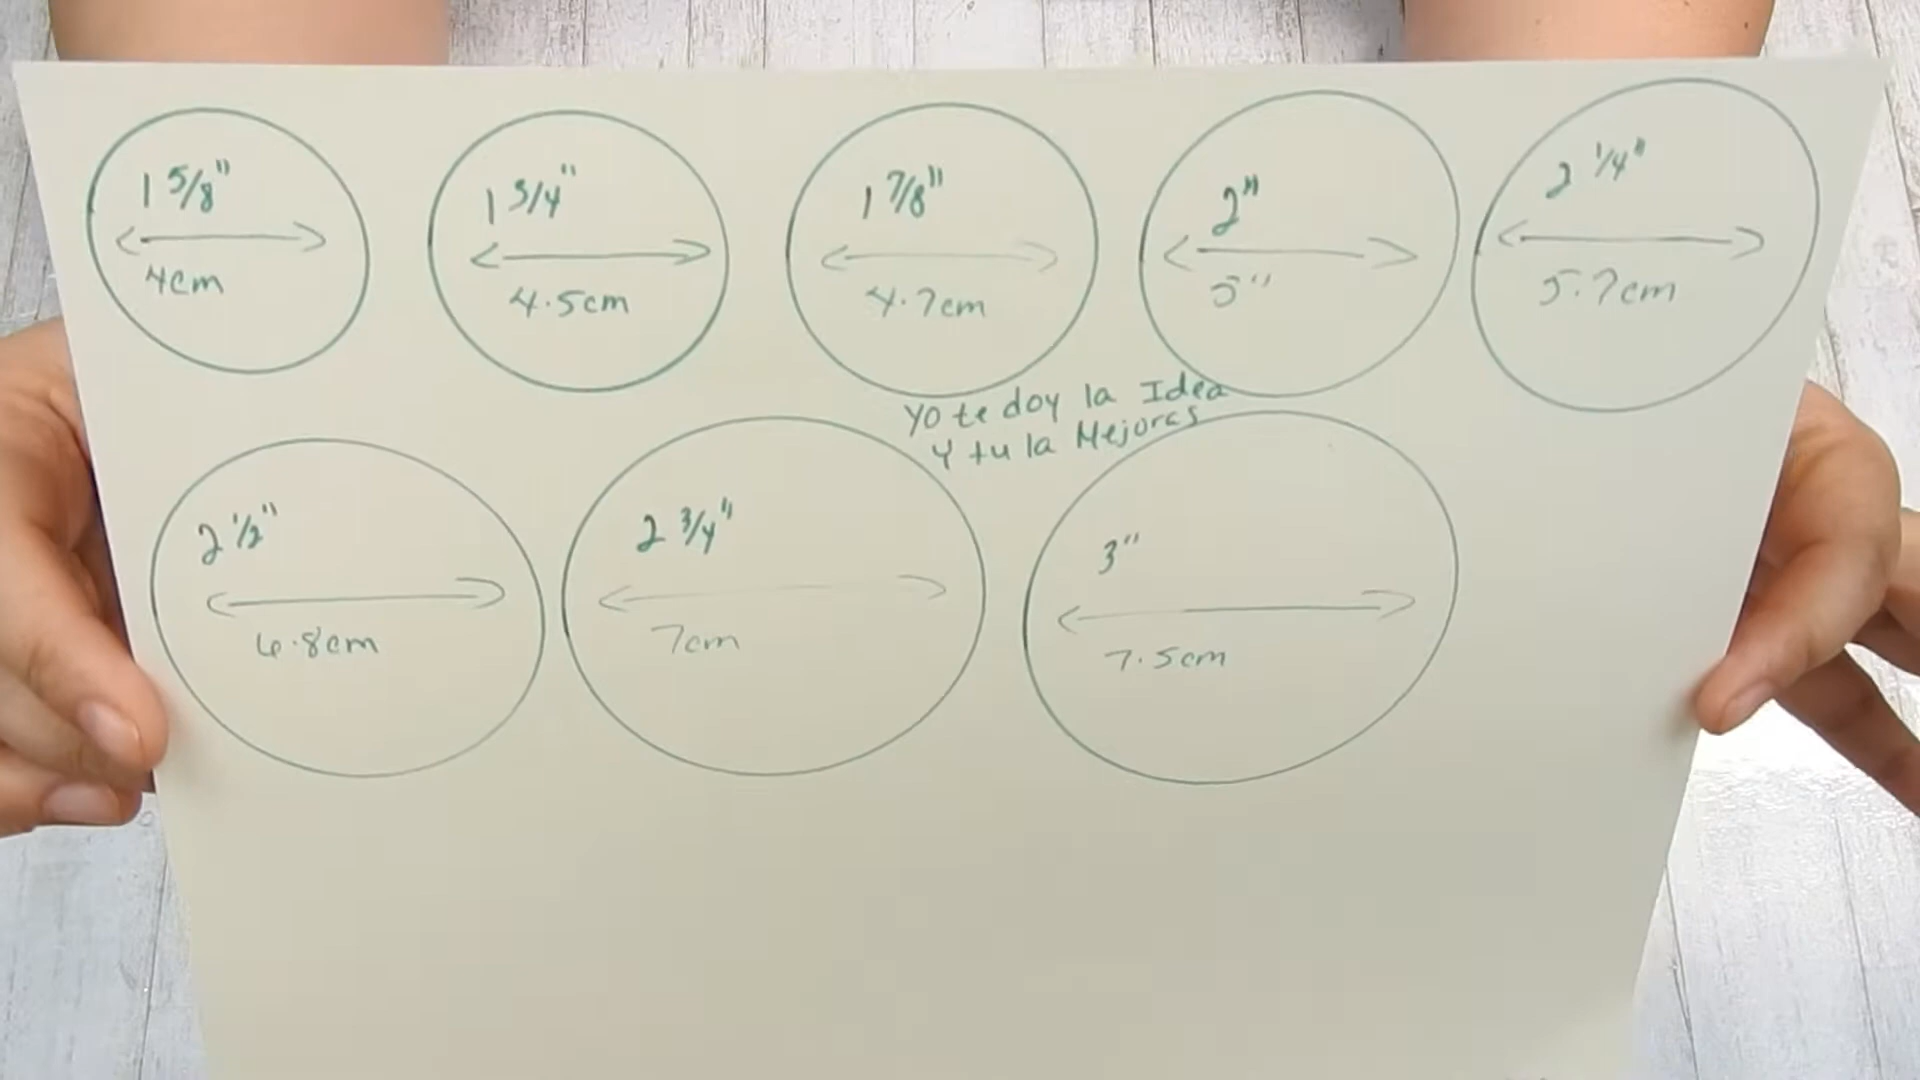 1 5/8"
4cm
1 3/4"
4.5cm
1 7/8"
4.7cm
2"
5"
2 1/4"
5.7cm
Yo te doy la Idea
Y tu la Mejoras
2 1/2"
6.8cm
2 3/4"
7cm
3"
7.5cm